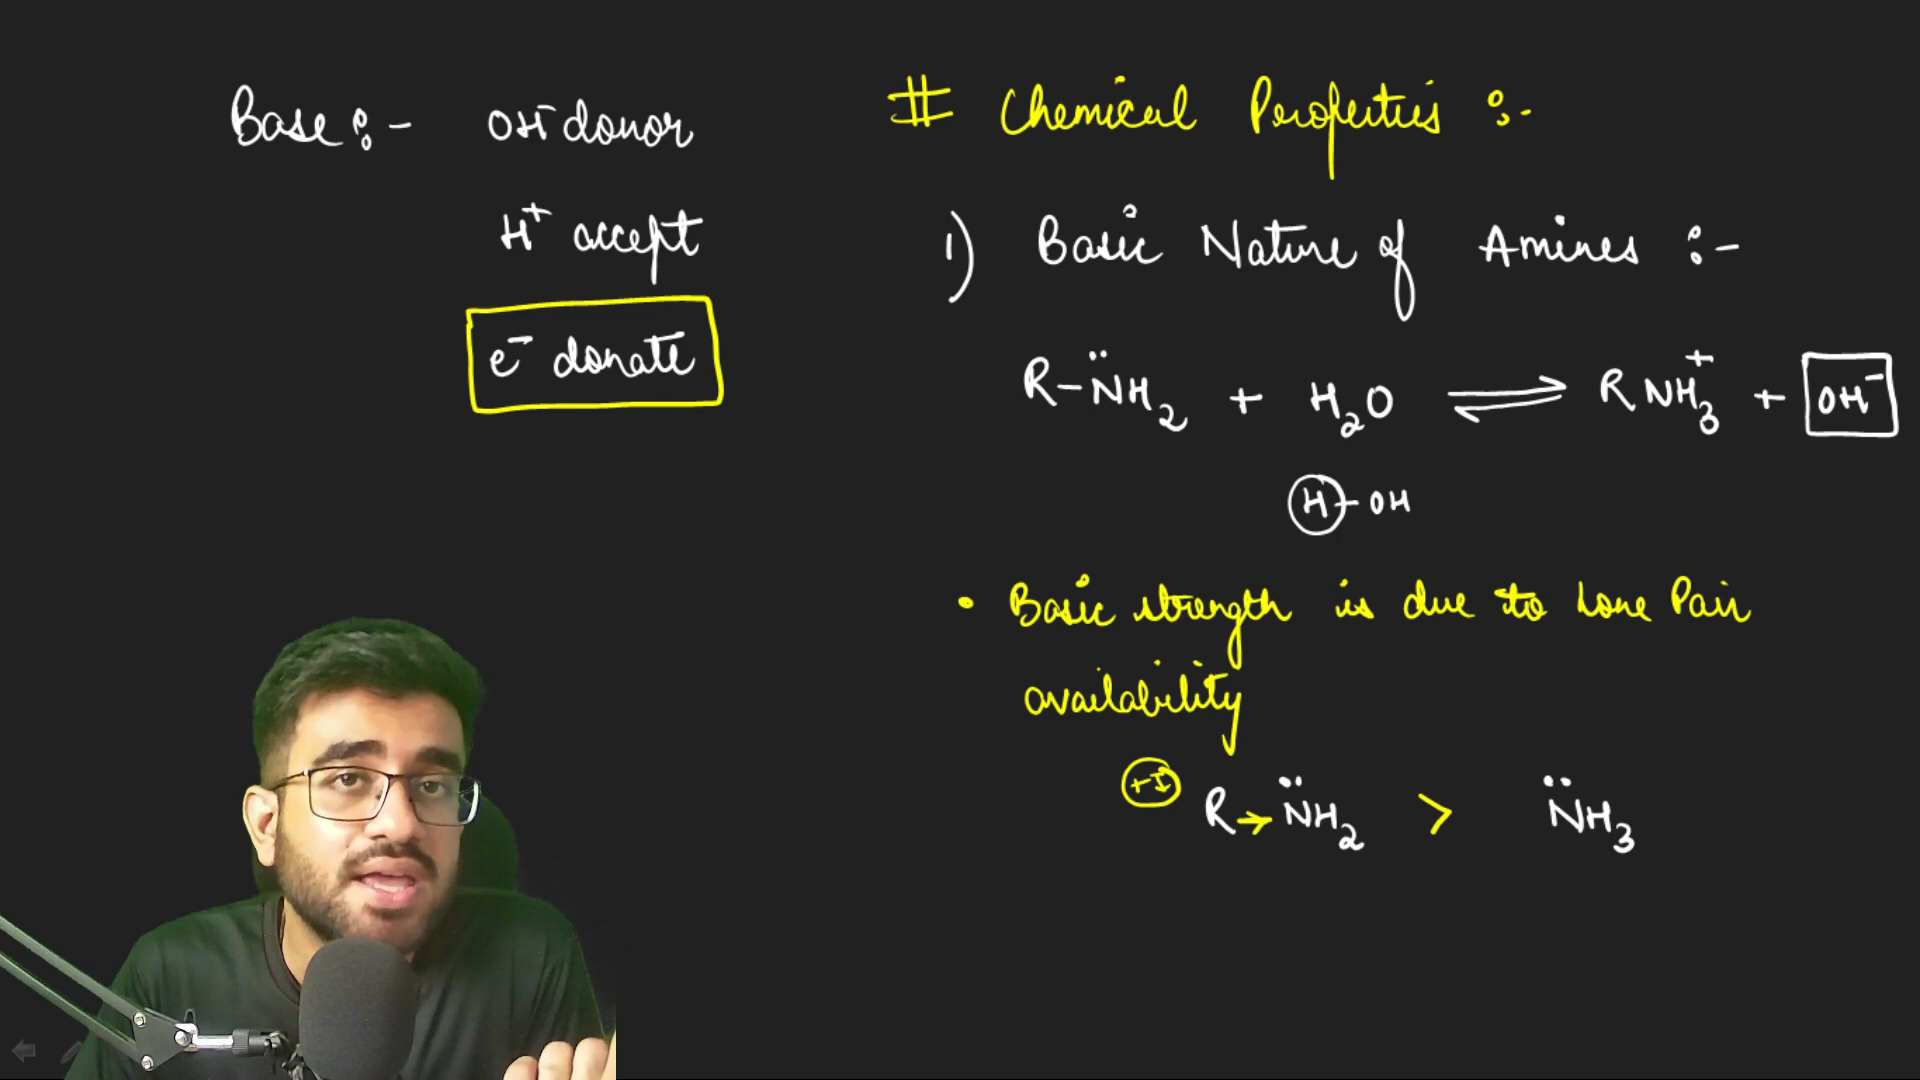 Base :- OH⁻ donor
H⁺ accept
e⁻ donate
# Chemical Properties :-
1) Basic Nature of Amines :-
R-N̈H₂ + H₂O ⇌ RNH₃⁺ + OH⁻
H-OH
• Basic strength is due to Lone Pair
availability
+I
R→N̈H₂ > N̈H₃